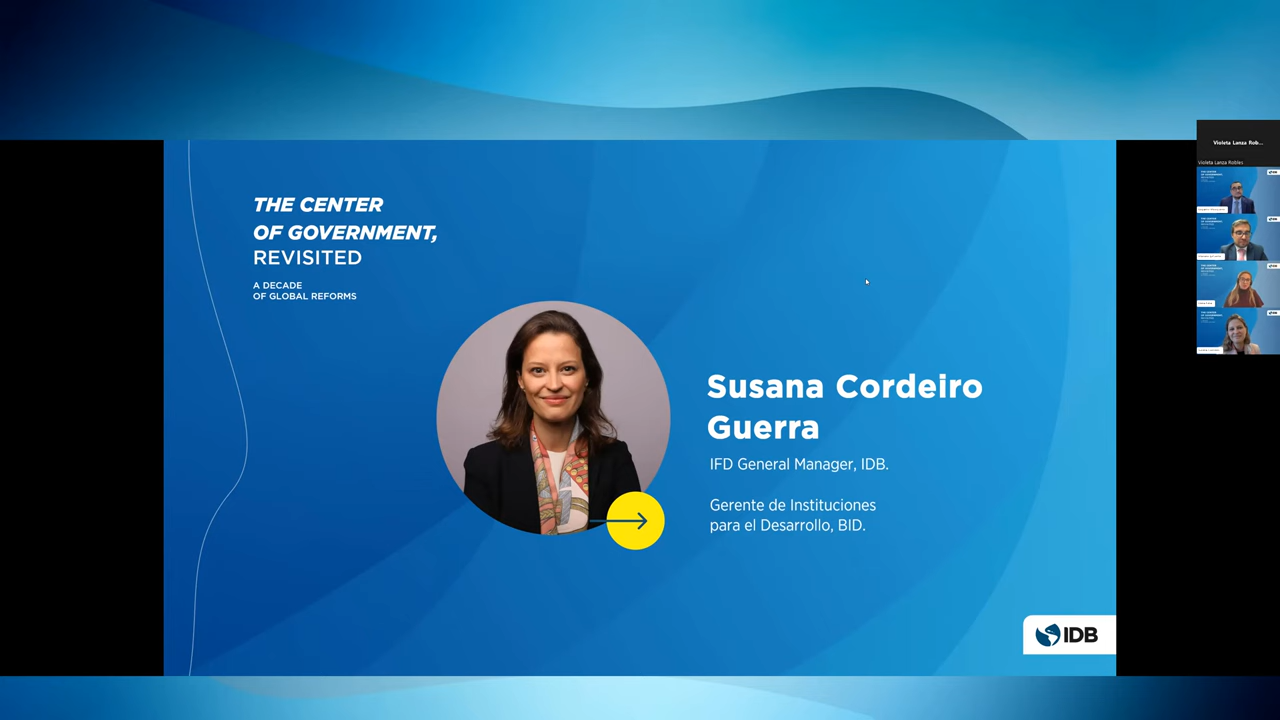 THE CENTER
OF GOVERNMENT,
REVISITED
A DECADE
OF GLOBAL REFORMS
Susana Cordeiro
Guerra
IFD General Manager, IDB.
Gerente de Instituciones
para el Desarrollo, BID.
IDB
Violeta Lanza Rob...
Violeta Lanza Robles